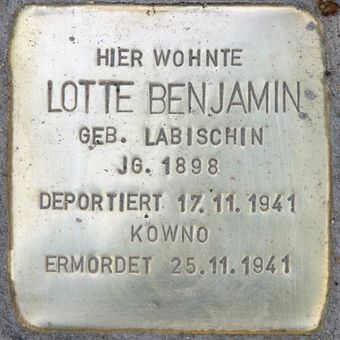 HIER WOHNTE
LOTTE BENJAMIN
GEB. LABISCHIN
JG. 1898
DEPORTIERT 17. 11. 1941
KOWNO
ERMORDET 25.11.1941